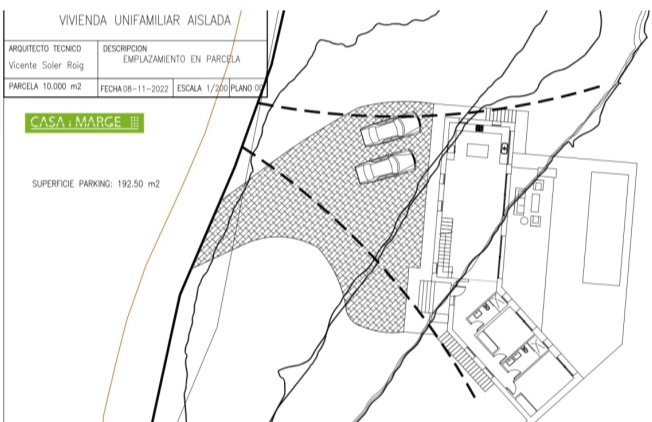 VIVIENDA UNIFAMILIAR AISLADA
ARQUITECTO TECNICO
Vicente Soler Roig
DESCRIPCION
EMPLAZAMIENTO EN PARCELA
PARCELA 10.000 m2
FECHA 08-11-2022
ESCALA 1/200
PLANO 00
CASA i MARGE
SUPERFICIE PARKING: 192.50 m2